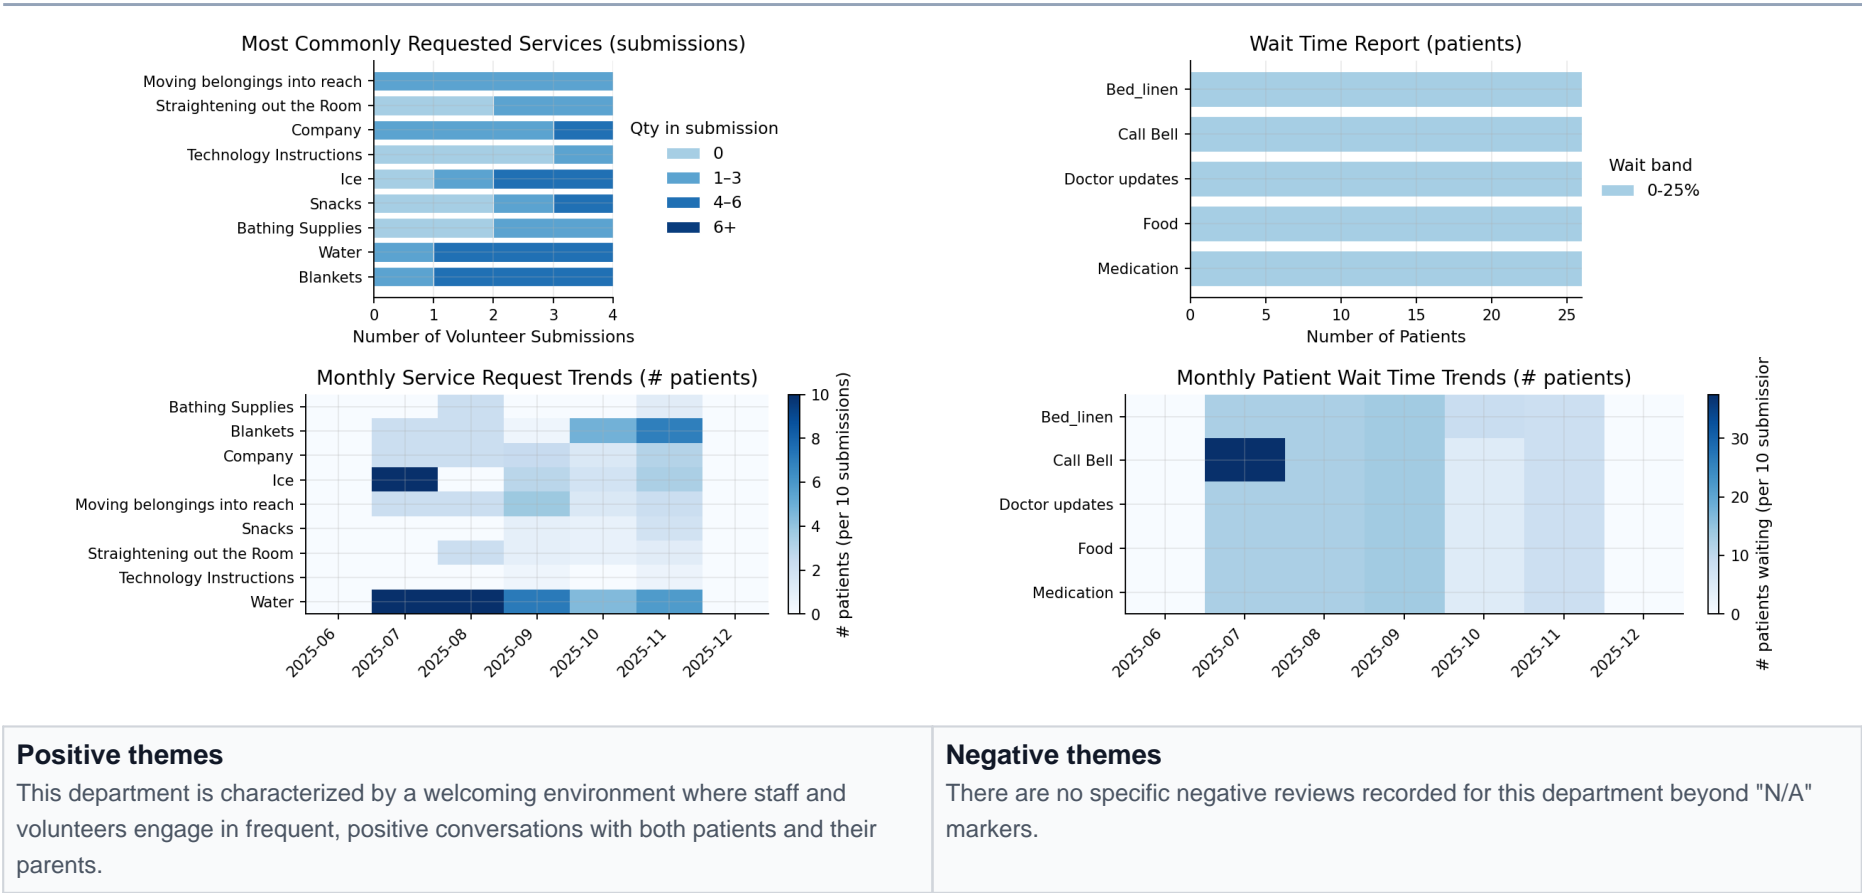 Most Commonly Requested Services (submissions)
Moving belongings into reach
Straightening out the Room
Company
Technology Instructions
Ice
Snacks
Bathing Supplies
Water
Blankets
0 1 2 3 4
Number of Volunteer Submissions
Qty in submission
0
1–3
4–6
6+
Wait Time Report (patients)
Bed_linen
Call Bell
Doctor updates
Food
Medication
0 5 10 15 20 25
Number of Patients
Wait band
0-25%
Monthly Service Request Trends (# patients)
Bathing Supplies
Blankets
Company
Ice
Moving belongings into reach
Snacks
Straightening out the Room
Technology Instructions
Water
2025-06 2025-07 2025-08 2025-09 2025-10 2025-11 2025-12
10
8
6
4
2
0
# patients (per 10 submissions)
Monthly Patient Wait Time Trends (# patients)
Bed_linen
Call Bell
Doctor updates
Food
Medication
2025-06 2025-07 2025-08 2025-09 2025-10 2025-11 2025-12
30
20
10
0
# patients waiting (per 10 submission
Positive themes
This department is characterized by a welcoming environment where staff and
volunteers engage in frequent, positive conversations with both patients and their
parents.
Negative themes
There are no specific negative reviews recorded for this department beyond "N/A"
markers.